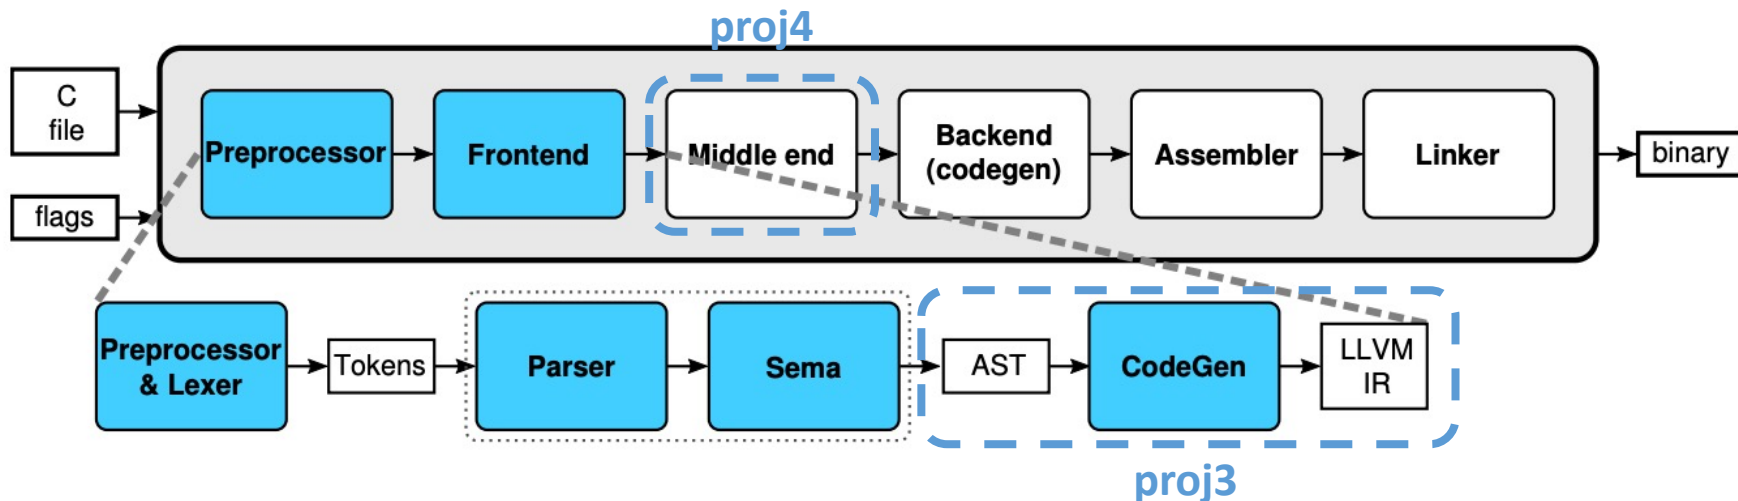 proj4
C
file
flags
Preprocessor
Frontend
Middle end
Backend
(codegen)
Assembler
Linker
binary
Preprocessor
& Lexer
Tokens
Parser
Sema
AST
CodeGen
LLVM
IR
proj3